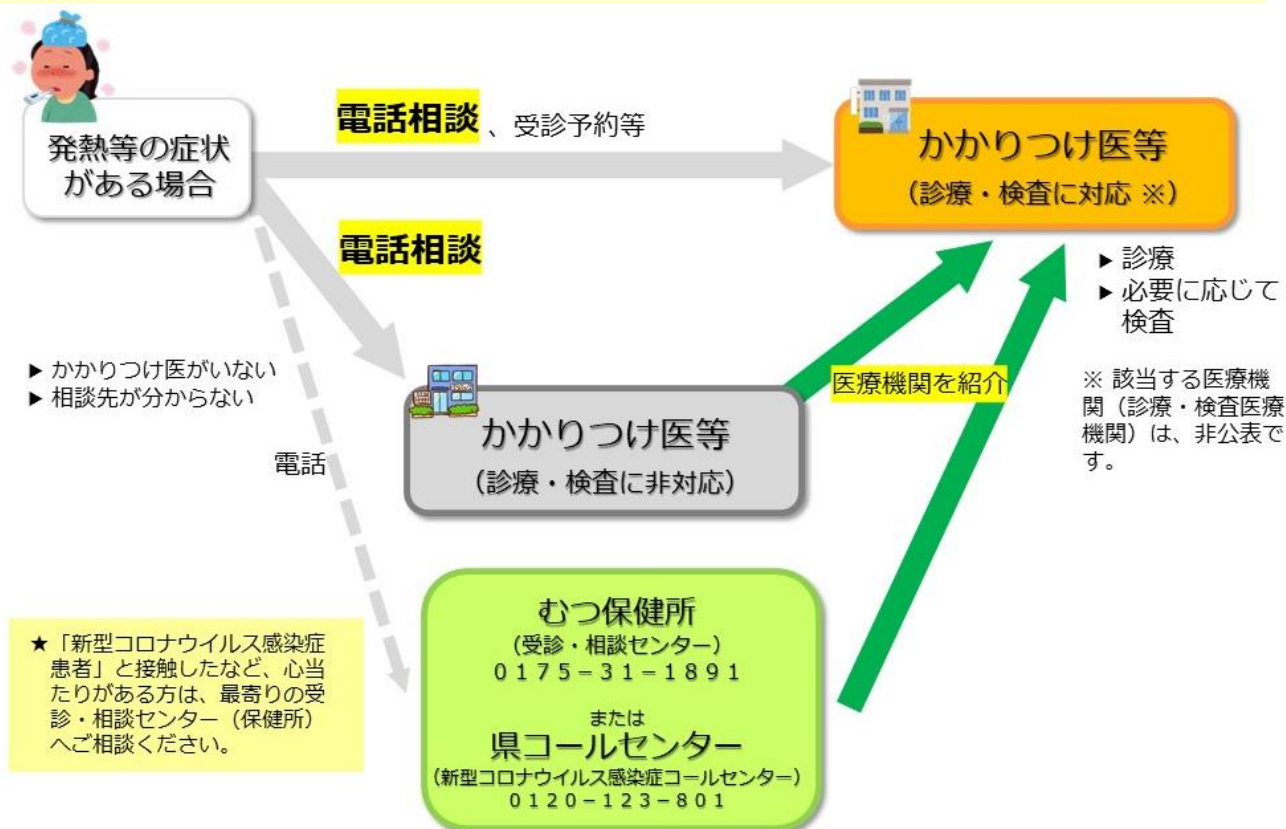 発熱等の症状
がある場合
電話相談 、受診予約等
かかりつけ医等
（診療・検査に対応 ※）
電話相談
▶ 診療
▶ 必要に応じて
検査
▶ かかりつけ医がいない
▶ 相談先が分からない
医療機関を紹介
※ 該当する医療機
関（診療・検査医療
機関）は、非公表で
す。
かかりつけ医等
（診療・検査に非対応）
電話
むつ保健所
（受診・相談センター）
０１７５－３１－１８９１
または
県コールセンター
（新型コロナウイルス感染症コールセンター）
０１２０－１２３－８０１
★「新型コロナウイルス感染症
患者」と接触したなど、心当
たりがある方は、最寄りの受
診・相談センター（保健所）
へご相談ください。